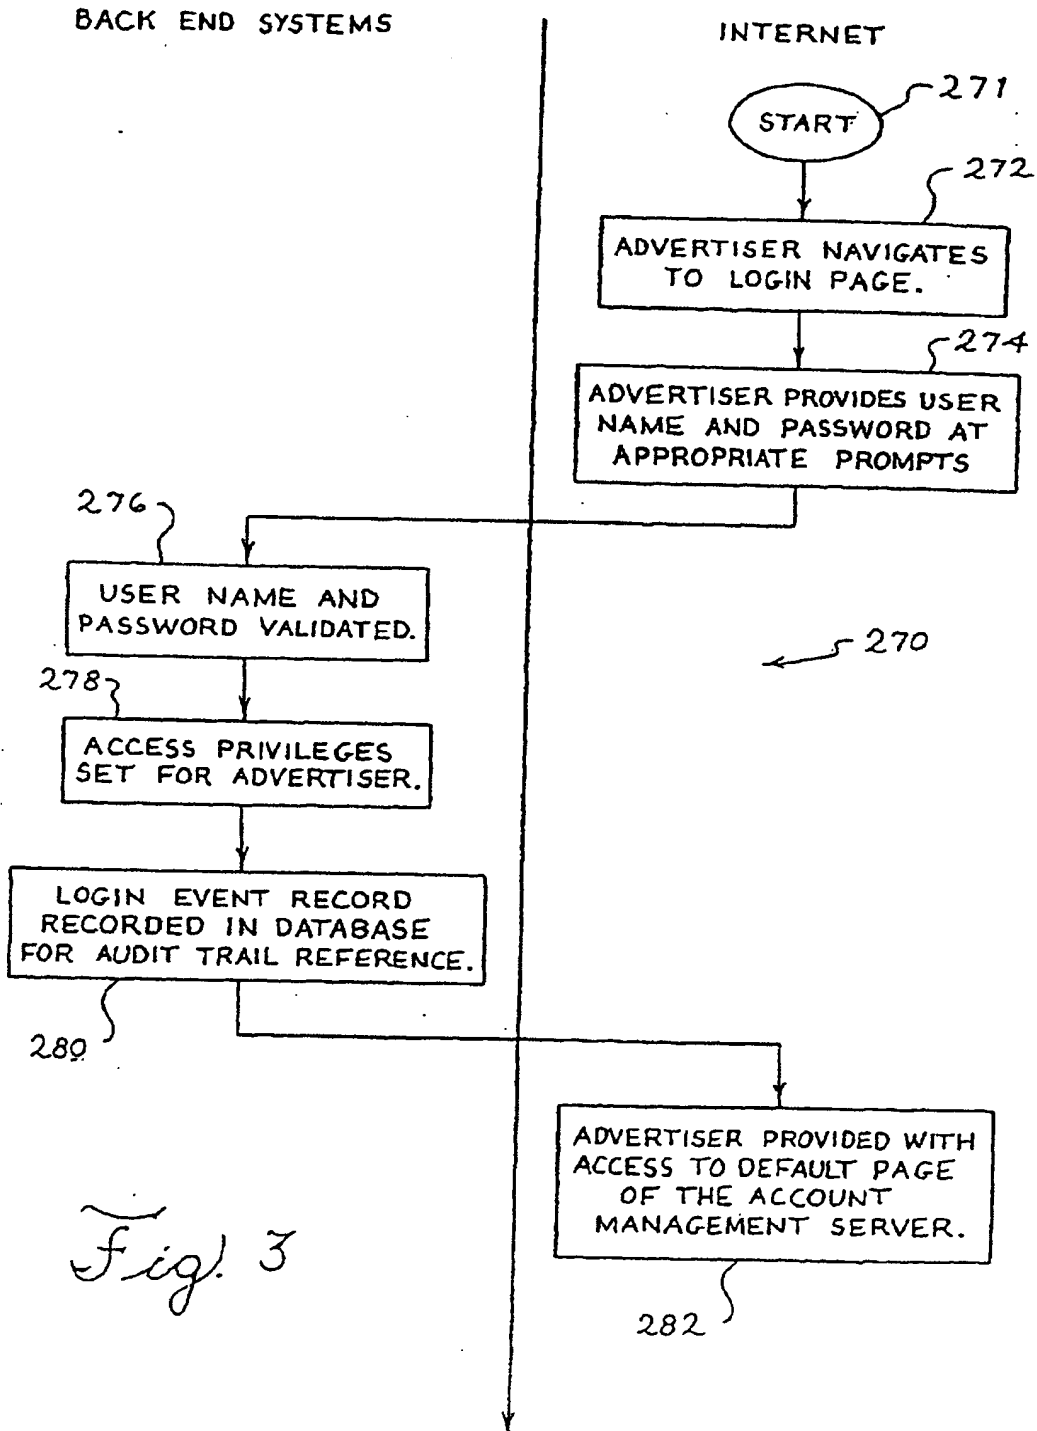 BACK END SYSTEMS
INTERNET
271
START
272
ADVERTISER NAVIGATES
TO LOGIN PAGE.
274
ADVERTISER PROVIDES USER
NAME AND PASSWORD AT
APPROPRIATE PROMPTS
276
USER NAME AND
PASSWORD VALIDATED.
270
278
ACCESS PRIVILEGES
SET FOR ADVERTISER.
LOGIN EVENT RECORD
RECORDED IN DATABASE
FOR AUDIT TRAIL REFERENCE.
280
ADVERTISER PROVIDED WITH
ACCESS TO DEFAULT PAGE
OF THE ACCOUNT
MANAGEMENT SERVER.
282
Fig. 3